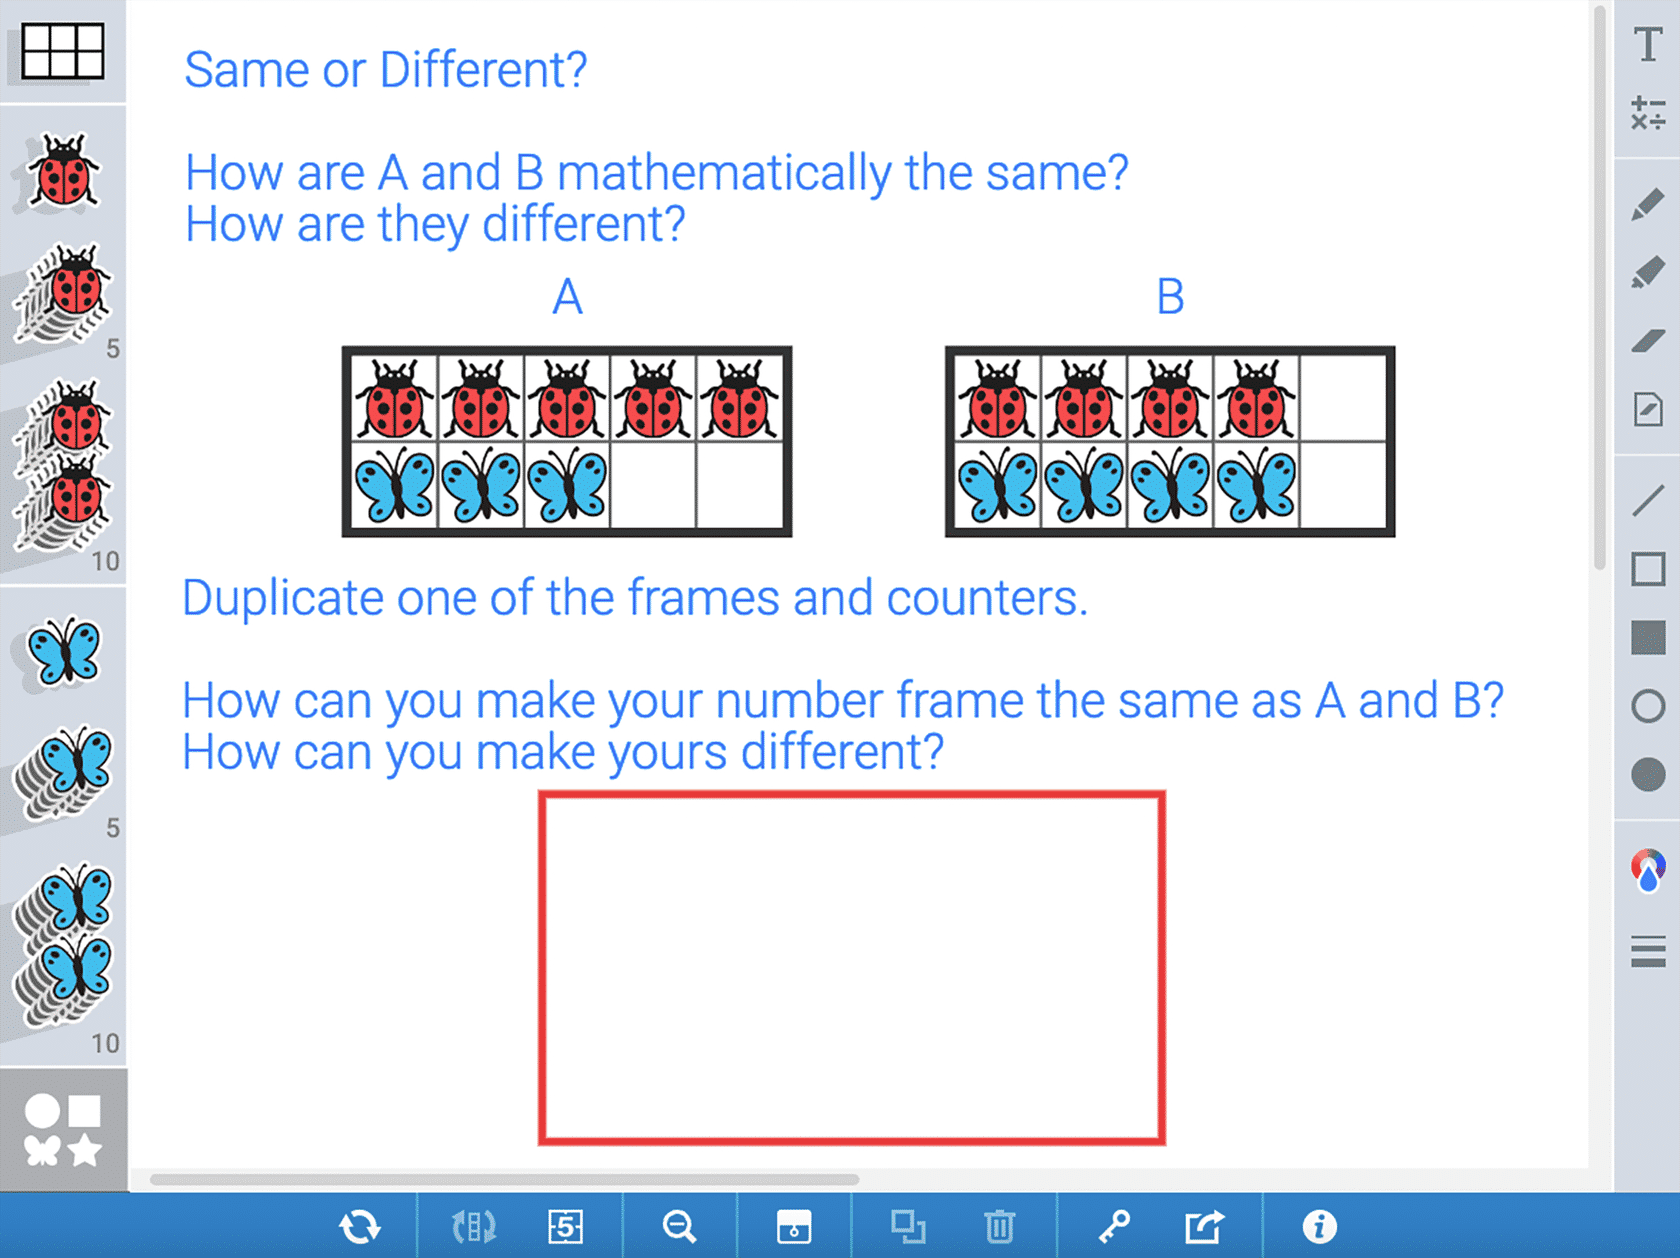 Same or Different?
How are A and B mathematically the same?
How are they different?
A
B
Duplicate one of the frames and counters.
How can you make your number frame the same as A and B?
How can you make yours different?
5
10
5
10
T
5
i